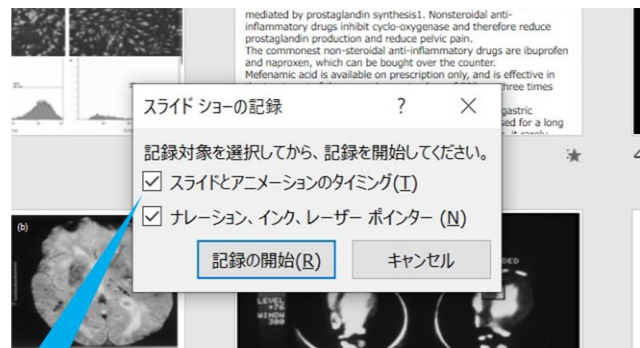 mediated by prostaglandin synthesis1. Nonsteroidal anti-
inflammatory drugs inhibit cyclo-oxygenase and therefore reduce
prostaglandin production and reduce pelvic pain.
The commonest non-steroidal anti-inflammatory drugs are ibuprofen
and naproxen, which can be bought over the counter.
Mefenamic acid is available on prescription only, and is effective in
three times
gastric
sed for a long
it rarely
スライド ショーの記録 ? ×
記録対象を選択してから、記録を開始してください。
スライドとアニメーションのタイミング(T)
ナレーション、インク、レーザー ポインター (N)
記録の開始(R) キャンセル
(b)
DED
LEVEL
+76
WINDOW
300